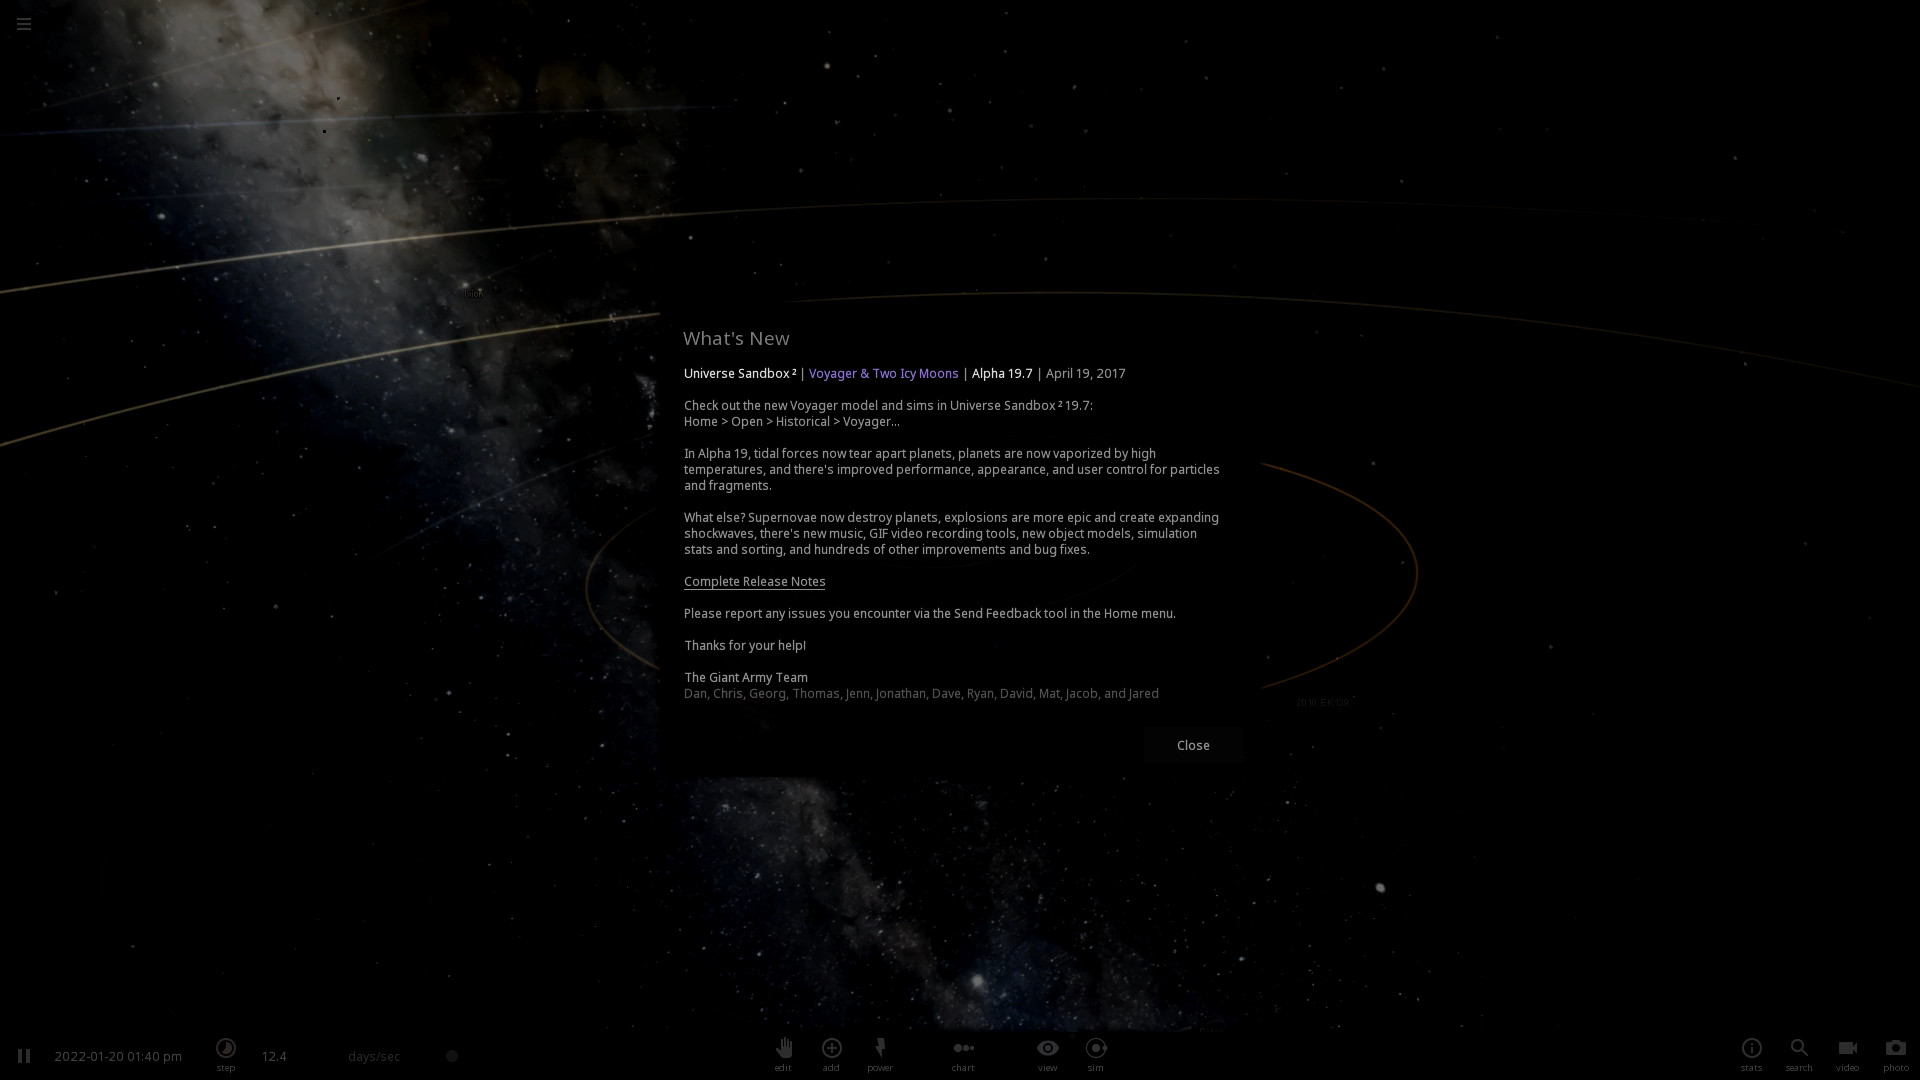 What's New
Universe Sandbox ² | Voyager & Two Icy Moons | Alpha 19.7 | April 19, 2017
Check out the new Voyager model and sims in Universe Sandbox ² 19.7:
Home > Open > Historical > Voyager...
In Alpha 19, tidal forces now tear apart planets, planets are now vaporized by high
temperatures, and there's improved performance, appearance, and user control for particles
and fragments.
What else? Supernovae now destroy planets, explosions are more epic and create expanding
shockwaves, there's new music, GIF video recording tools, new object models, simulation
stats and sorting, and hundreds of other improvements and bug fixes.
Complete Release Notes
Please report any issues you encounter via the Send Feedback tool in the Home menu.
Thanks for your help!
The Giant Army Team
Dan, Chris, Georg, Thomas, Jenn, Jonathan, Dave, Ryan, David, Mat, Jacob, and Jared
2010 EK139
Close
2022-01-20 01:40 pm
step
12.4
days/sec
edit
add
power
chart
view
sim
stats
search
video
photo